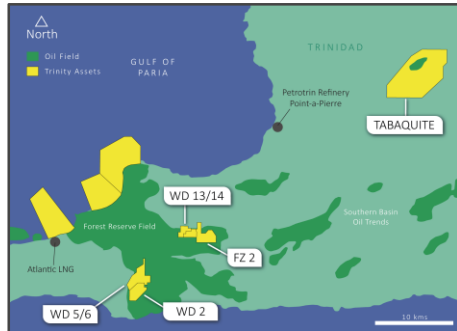 North
Oil Field
Trinity Assets
GULF OF
PARIA
TRINIDAD
Petrotrin Refinery
Point-a-Pierre
TABAQUITE
WD 13/14
Forest Reserve Field
Southern Basin
Oil Trends
FZ 2
Atlantic LNG
WD 5/6
WD 2
10 kms